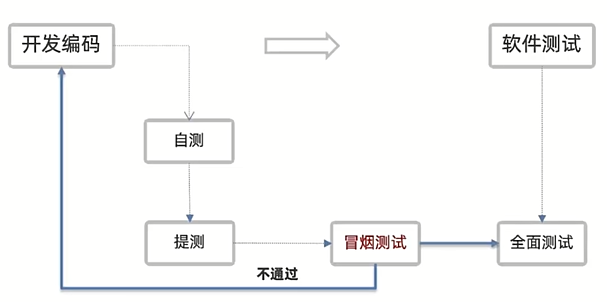 开发编码
软件测试
自测
提测
冒烟测试
全面测试
不通过